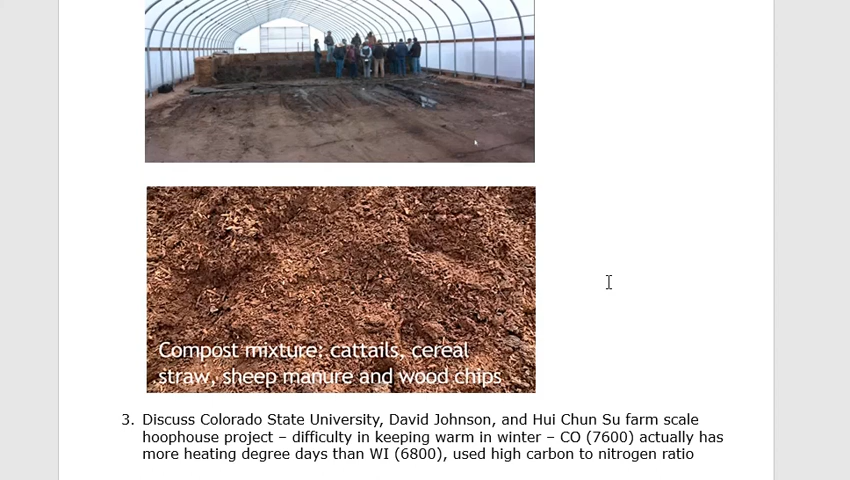 Compost mixture: cattails, cereal
straw, sheep manure and wood chips
3. Discuss Colorado State University, David Johnson, and Hui Chun Su farm scale
hoophouse project – difficulty in keeping warm in winter – CO (7600) actually has
more heating degree days than WI (6800), used high carbon to nitrogen ratio